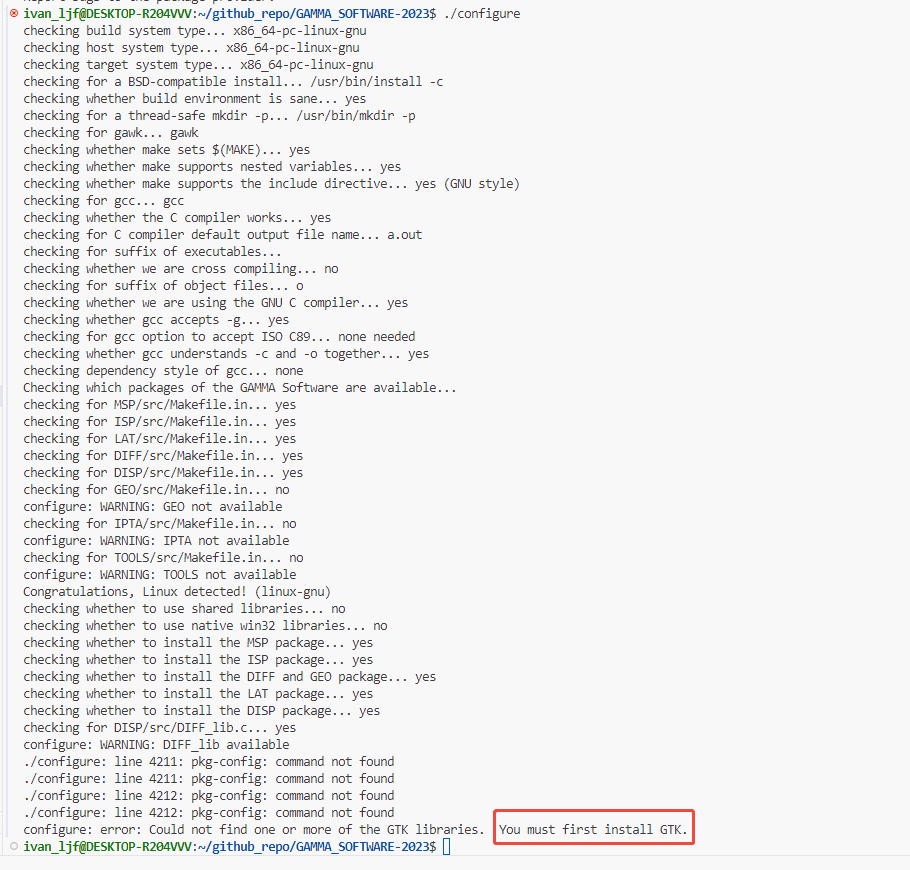 ivan_ljf@DESKTOP-R204VVV:~/github_repo/GAMMA_SOFTWARE-2023$ ./configure
checking build system type... x86_64-pc-linux-gnu
checking host system type... x86_64-pc-linux-gnu
checking target system type... x86_64-pc-linux-gnu
checking for a BSD-compatible install... /usr/bin/install -c
checking whether build environment is sane... yes
checking for a thread-safe mkdir -p... /usr/bin/mkdir -p
checking for gawk... gawk
checking whether make sets $(MAKE)... yes
checking whether make supports nested variables... yes
checking whether make supports the include directive... yes (GNU style)
checking for gcc... gcc
checking whether the C compiler works... yes
checking for C compiler default output file name... a.out
checking for suffix of executables...
checking whether we are cross compiling... no
checking for suffix of object files... o
checking whether we are using the GNU C compiler... yes
checking whether gcc accepts -g... yes
checking for gcc option to accept ISO C89... none needed
checking whether gcc understands -c and -o together... yes
checking dependency style of gcc... none
Checking which packages of the GAMMA Software are available...
checking for MSP/src/Makefile.in... yes
checking for ISP/src/Makefile.in... yes
checking for LAT/src/Makefile.in... yes
checking for DIFF/src/Makefile.in... yes
checking for DISP/src/Makefile.in... yes
checking for GEO/src/Makefile.in... no
configure: WARNING: GEO not available
checking for IPTA/src/Makefile.in... no
configure: WARNING: IPTA not available
checking for TOOLS/src/Makefile.in... no
configure: WARNING: TOOLS not available
Congratulations, Linux detected! (linux-gnu)
checking whether to use shared libraries... no
checking whether to use native win32 libraries... no
checking whether to install the MSP package... yes
checking whether to install the ISP package... yes
checking whether to install the DIFF and GEO package... yes
checking whether to install the LAT package... yes
checking whether to install the DISP package... yes
checking for DISP/src/DIFF_lib.c... yes
configure: WARNING: DIFF_lib available
./configure: line 4211: pkg-config: command not found
./configure: line 4211: pkg-config: command not found
./configure: line 4212: pkg-config: command not found
./configure: line 4212: pkg-config: command not found
configure: error: Could not find one or more of the GTK libraries. You must first install GTK.
ivan_ljf@DESKTOP-R204VVV:~/github_repo/GAMMA_SOFTWARE-2023$